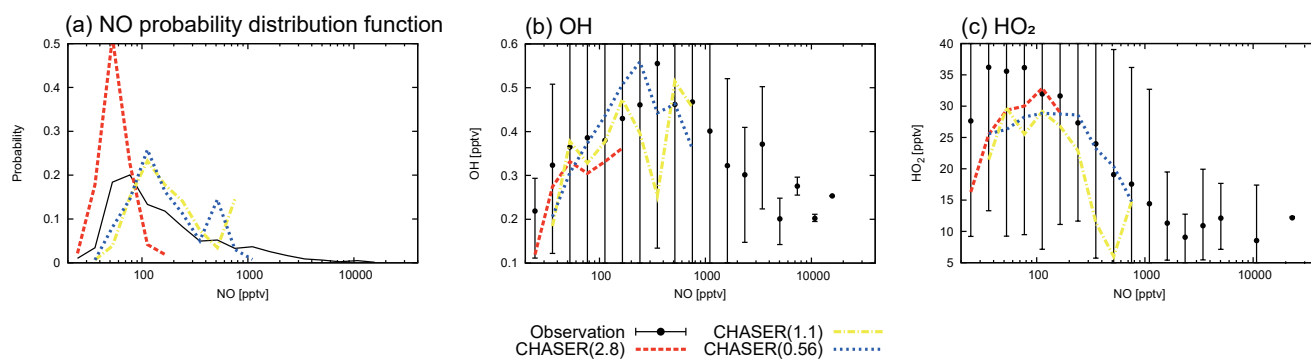 (a) NO probability distribution function
0.5
0.4
0.3
0.2
0.1
0
Probability
100
1000
10000
NO [pptv]
(b) OH
0.6
0.5
0.4
0.3
0.2
0.1
OH [pptv]
100
1000
10000
NO [pptv]
(c) HO₂
40
35
30
25
20
15
10
5
HO₂ [pptv]
100
1000
10000
NO [pptv]
Observation
CHASER(1.1)
CHASER(2.8)
CHASER(0.56)